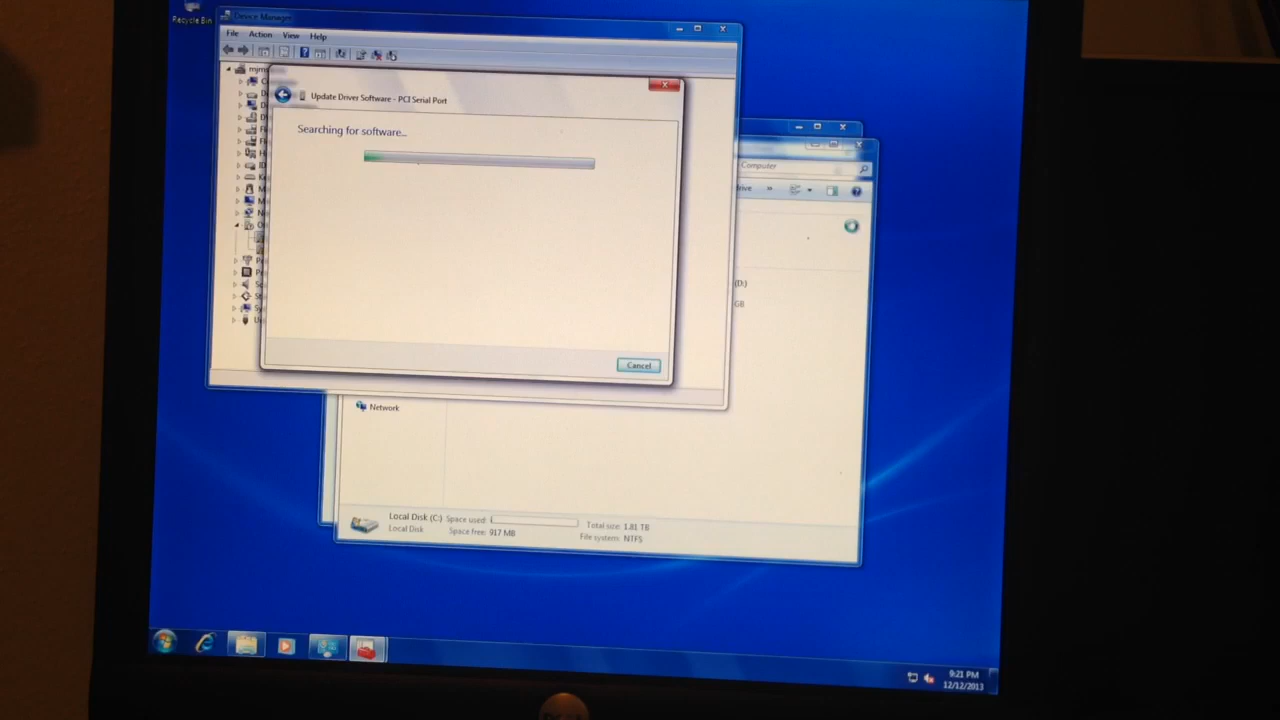 Recycle Bin
Device Manager
File Action View Help
Update Driver Software - PCI Serial Port
Searching for software...
Cancel
Computer
(D:)
GB
Network
Local Disk (C:) Space used:
Total size: 1.81 TB
Local Disk
Space free: 917 MB
File system: NTFS
9:21 PM
12/12/2013